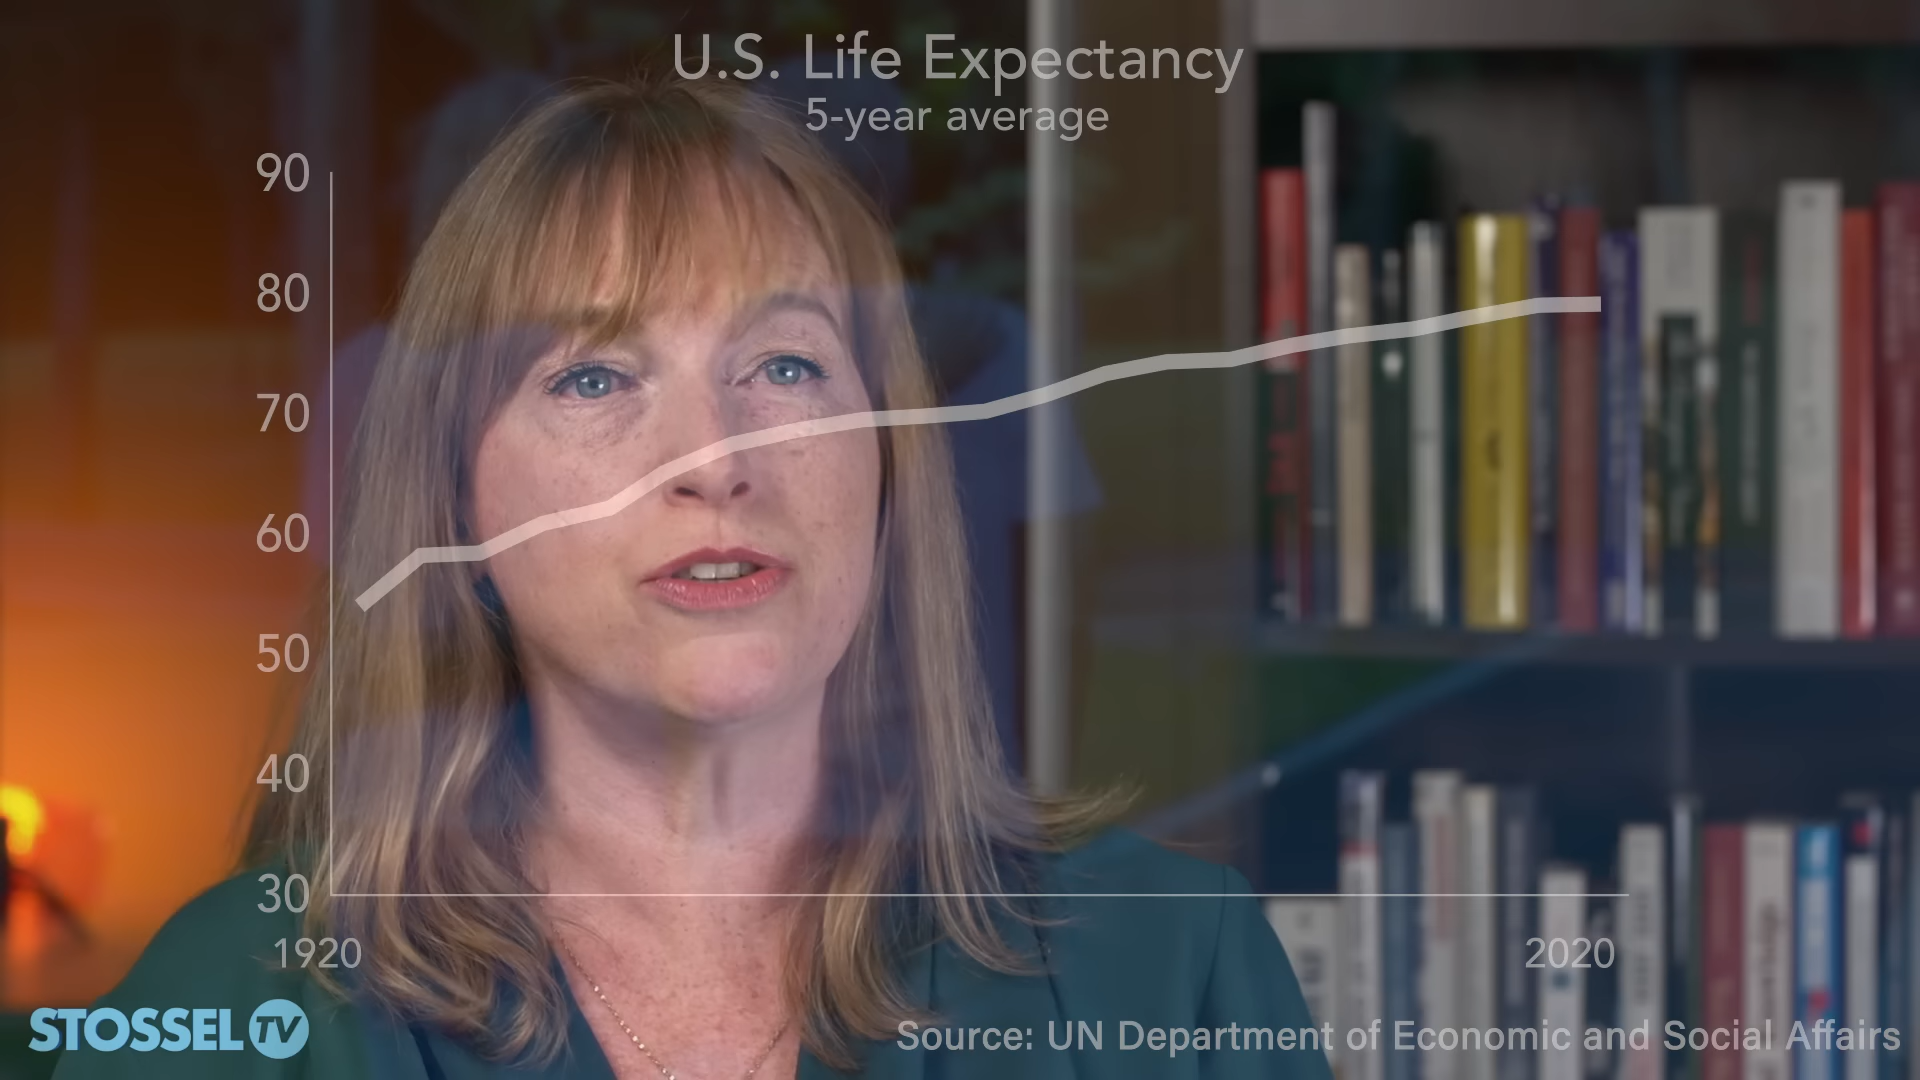 U.S. Life Expectancy
5-year average
90
80
70
60
50
40
30
1920
2020
STOSSEL TV
Source: UN Department of Economic and Social Affairs